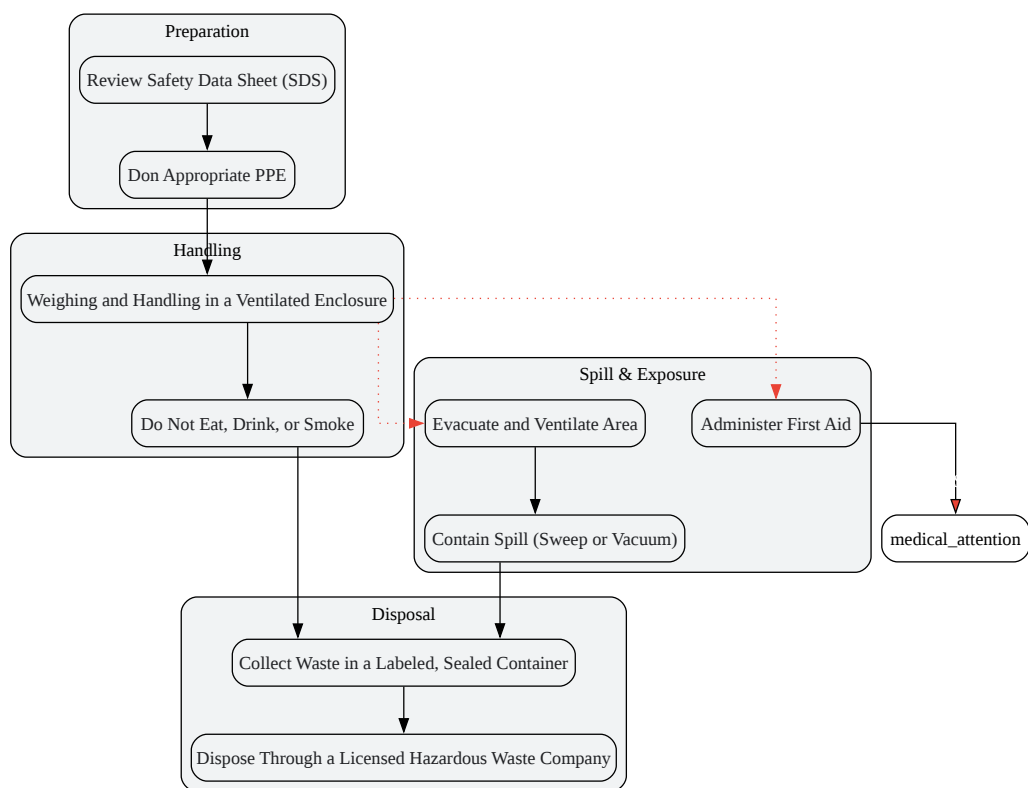 Preparation
Review Safety Data Sheet (SDS)
Don Appropriate PPE
Handling
Weighing and Handling in a Ventilated Enclosure
Do Not Eat, Drink, or Smoke
Spill & Exposure
Evacuate and Ventilate Area
Administer First Aid
Contain Spill (Sweep or Vacuum)
medical_attention
Disposal
Collect Waste in a Labeled, Sealed Container
Dispose Through a Licensed Hazardous Waste Company